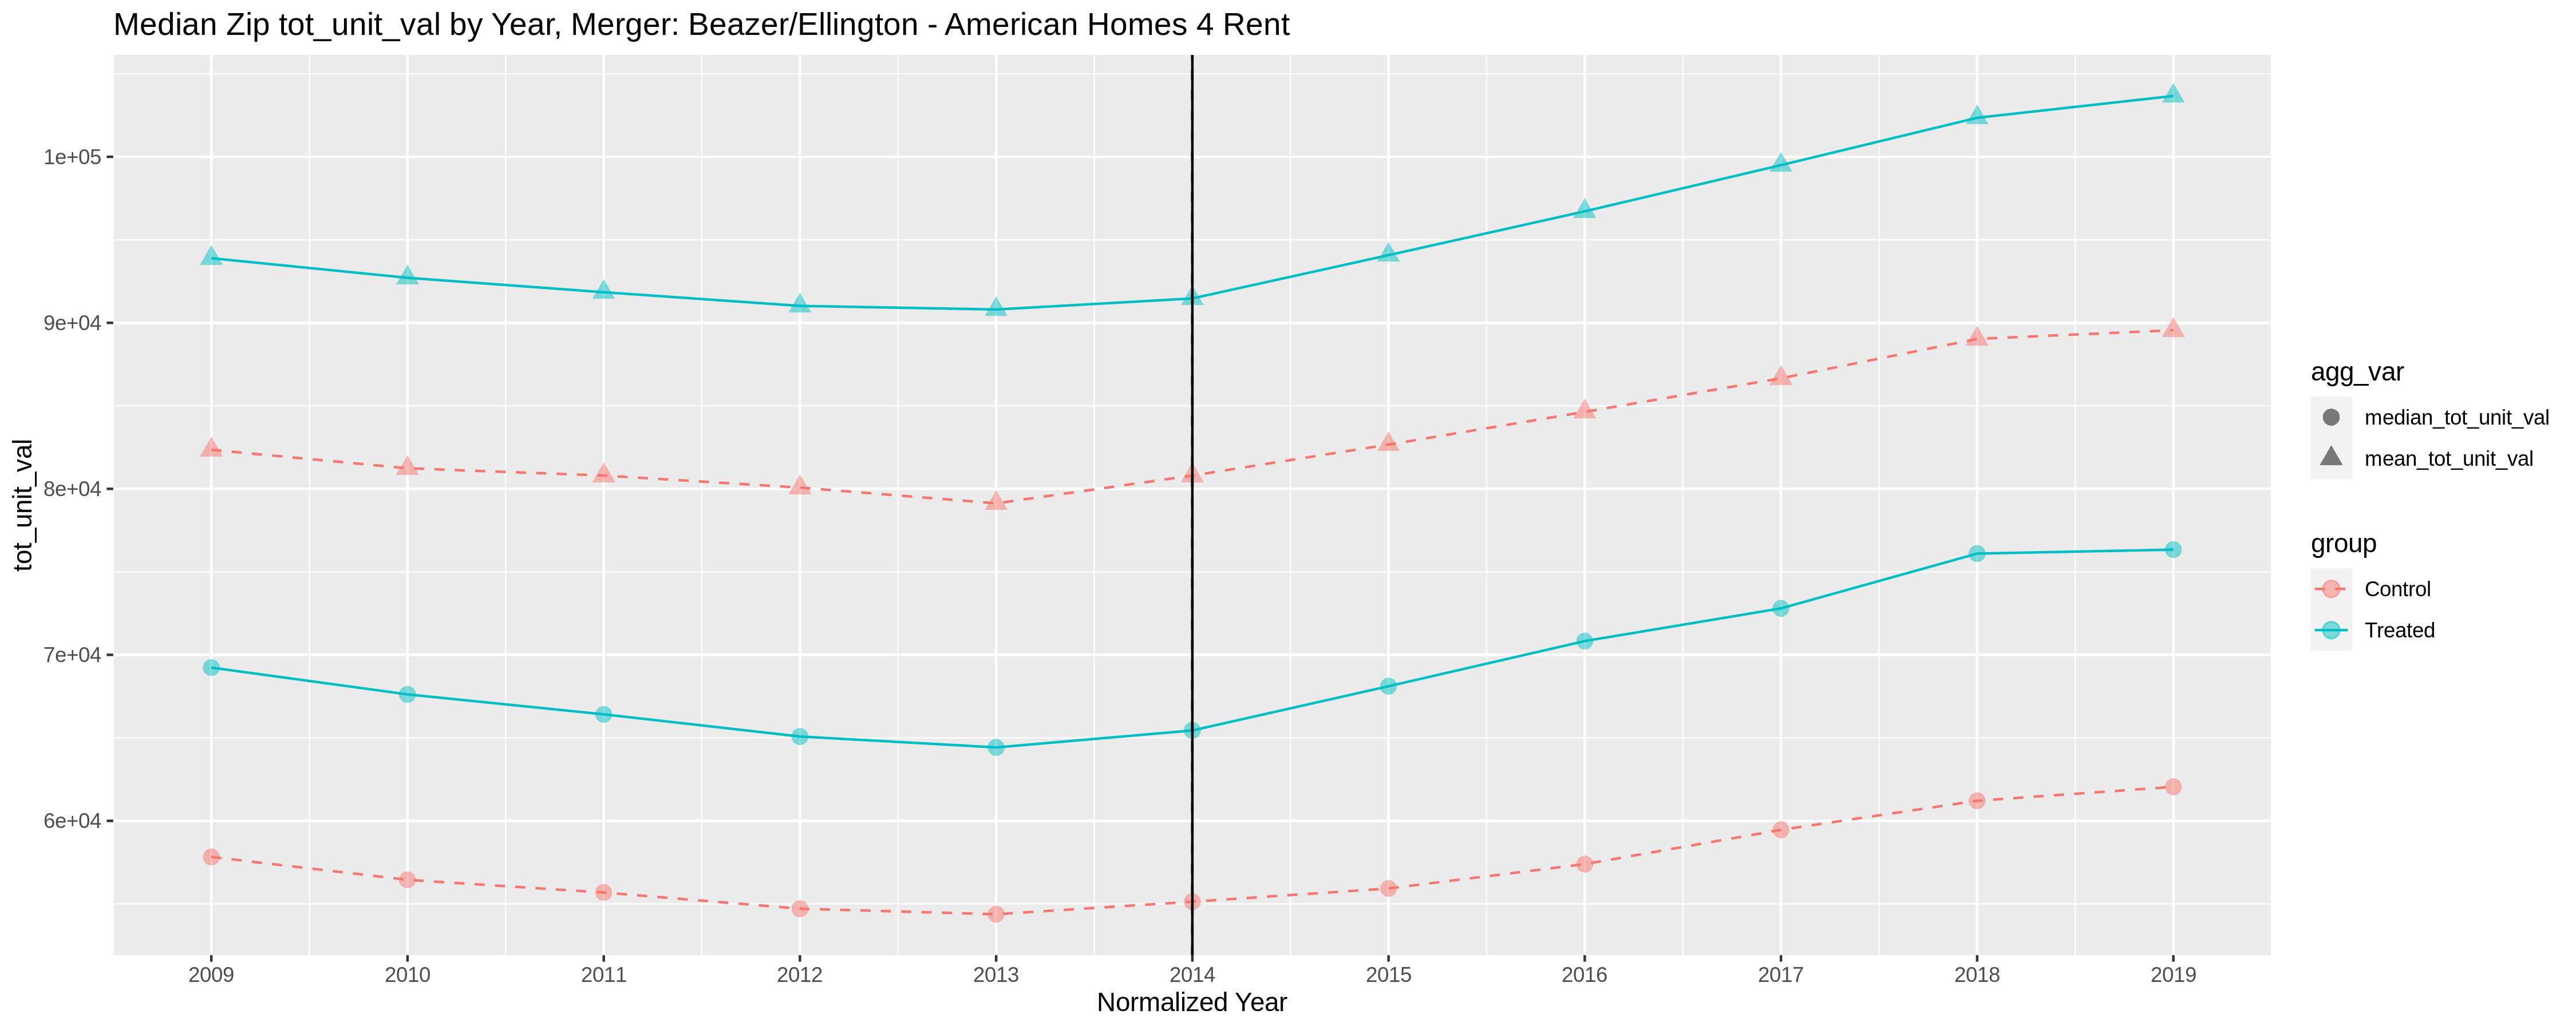 Median Zip tot_unit_val by Year, Merger: Beazer/Ellington - American Homes 4 Rent
tot_unit_val
1e+05
9e+04
8e+04
7e+04
6e+04
2009 2010 2011 2012 2013 2014 2015 2016 2017 2018 2019
Normalized Year
agg_var
median_tot_unit_val
mean_tot_unit_val
group
Control
Treated